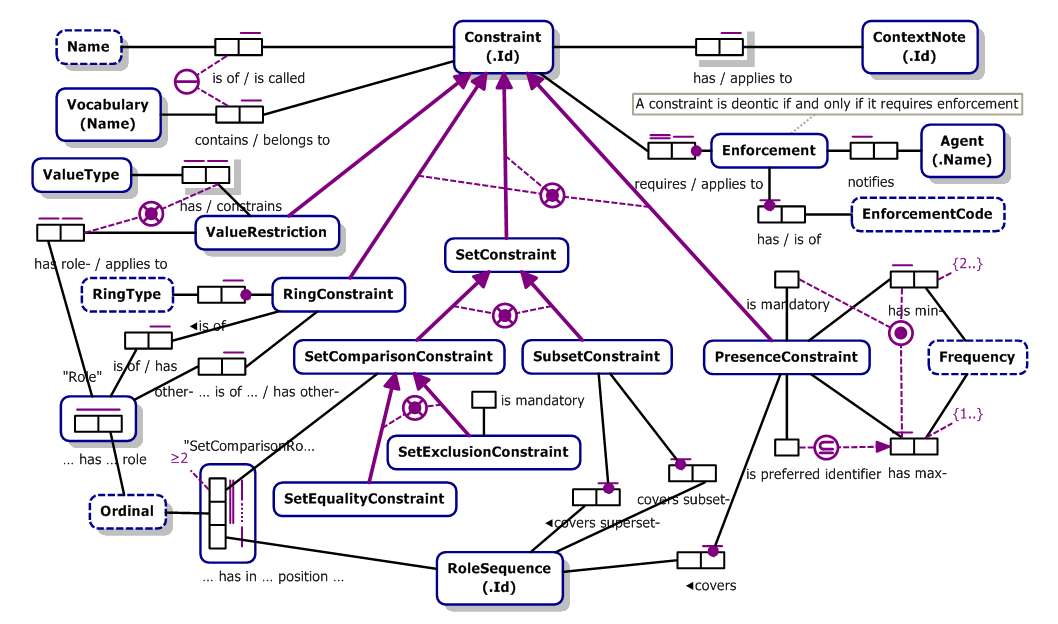 Name
Constraint
(.Id)
ContextNote
(.Id)
is of / is called
has / applies to
Vocabulary
(Name)
A constraint is deontic if and only if it requires enforcement
contains / belongs to
Enforcement
Agent
(.Name)
ValueType
requires / applies to
notifies
has / constrains
EnforcementCode
ValueRestriction
has / is of
has role- / applies to
SetConstraint
{2..}
RingType
RingConstraint
is mandatory
has min-
◄is of
is of / has
SetComparisonConstraint
SubsetConstraint
PresenceConstraint
Frequency
"Role"
other- ... is of ... / has other-
is mandatory
{1..}
... has ... role
"SetComparisonRo...
SetExclusionConstraint
≥2
is preferred identifier
has max-
SetEqualityConstraint
covers subset-
Ordinal
◄covers superset-
RoleSequence
(.Id)
... has in ... position ...
◄covers